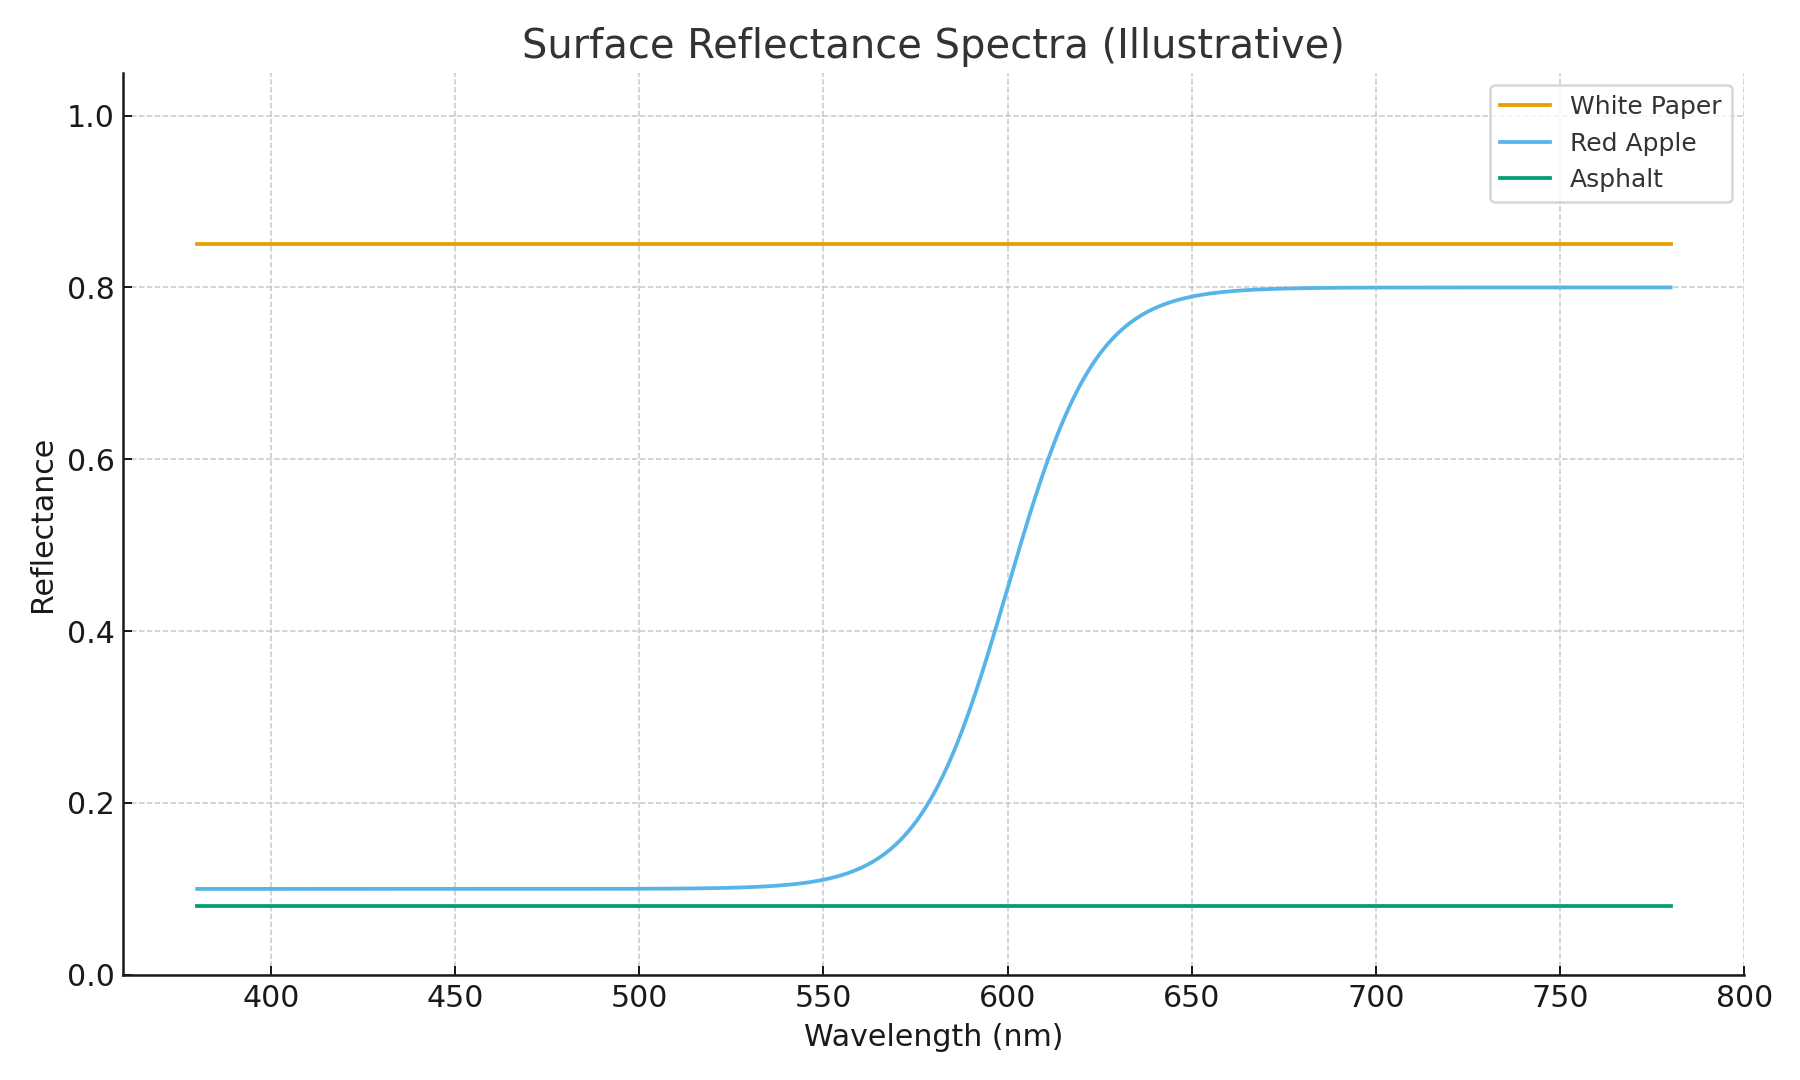 Surface Reflectance Spectra (Illustrative)
White Paper
Red Apple
Asphalt
1.0
0.8
0.6
0.4
0.2
0.0
Reflectance
400 450 500 550 600 650 700 750 800
Wavelength (nm)